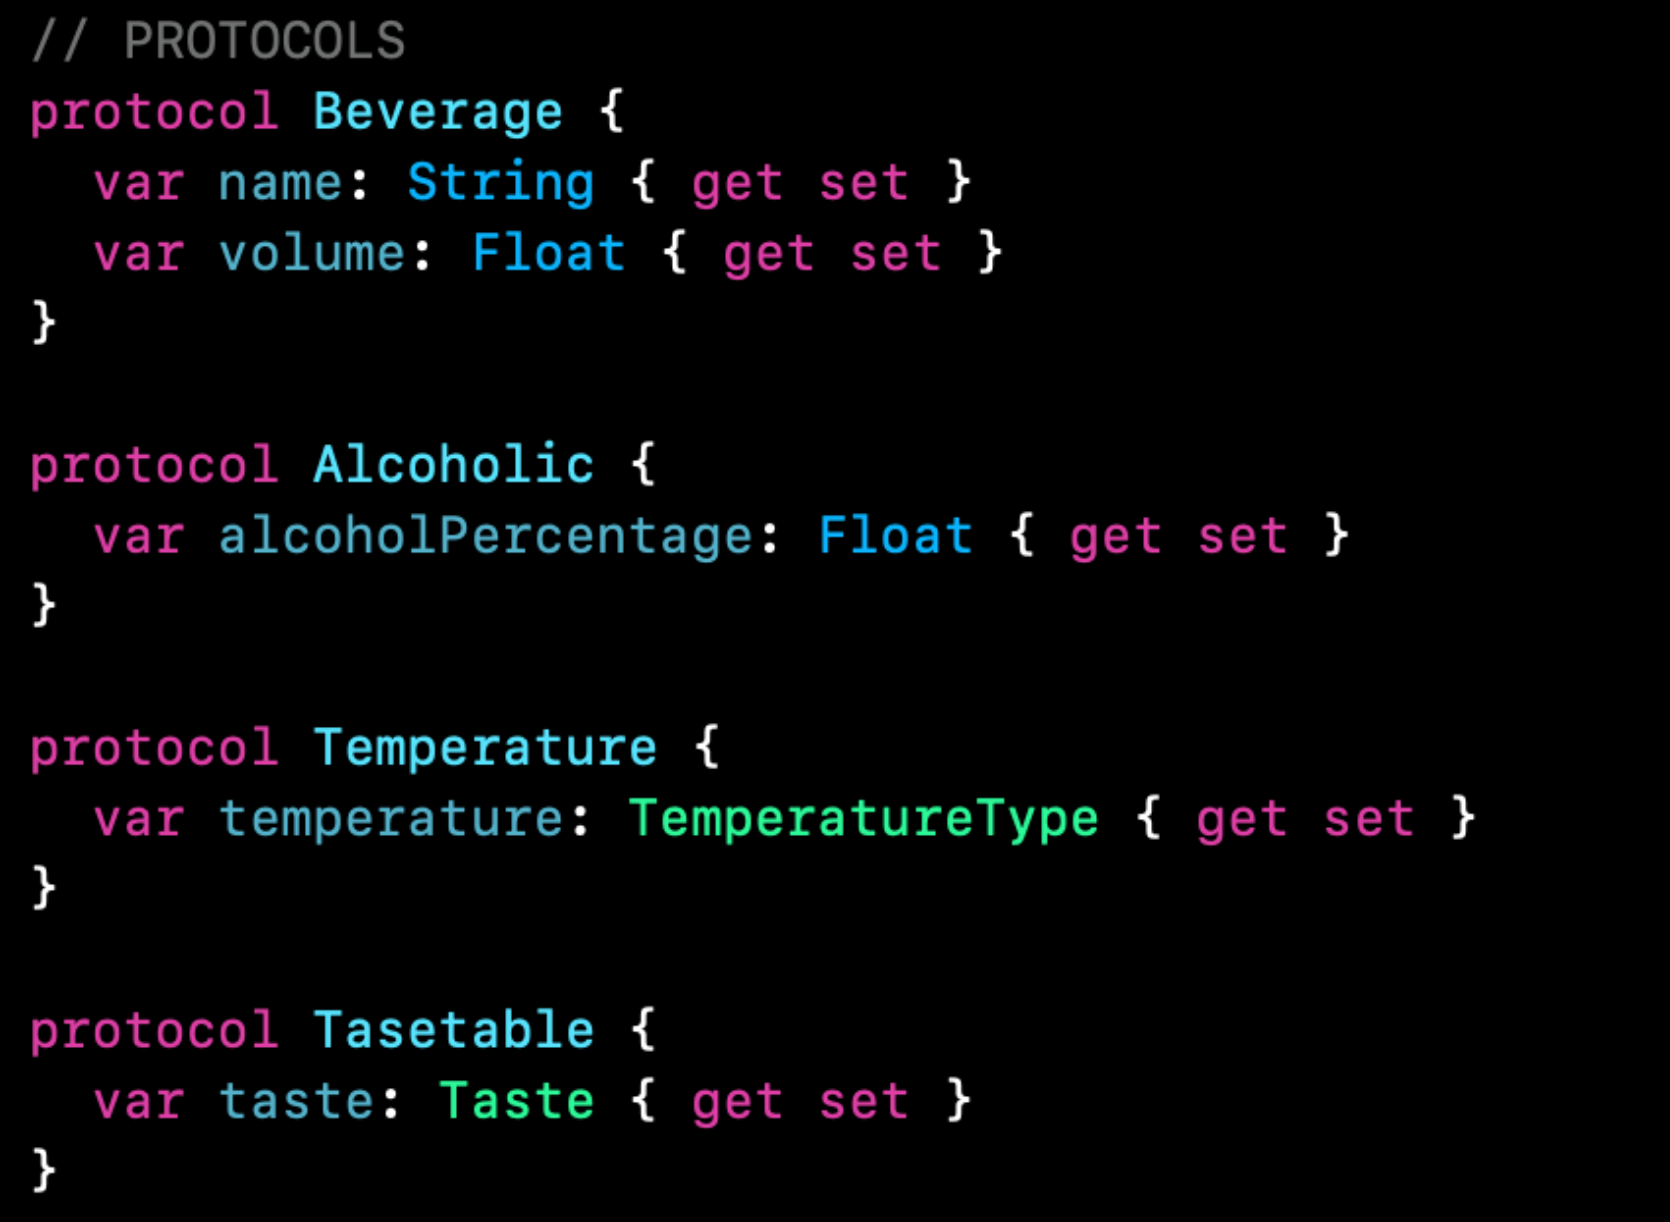 // PROTOCOLS
protocol Beverage {
  var name: String { get set }
  var volume: Float { get set }
}

protocol Alcoholic {
  var alcoholPercentage: Float { get set }
}

protocol Temperature {
  var temperature: TemperatureType { get set }
}

protocol Tasetable {
  var taste: Taste { get set }
}